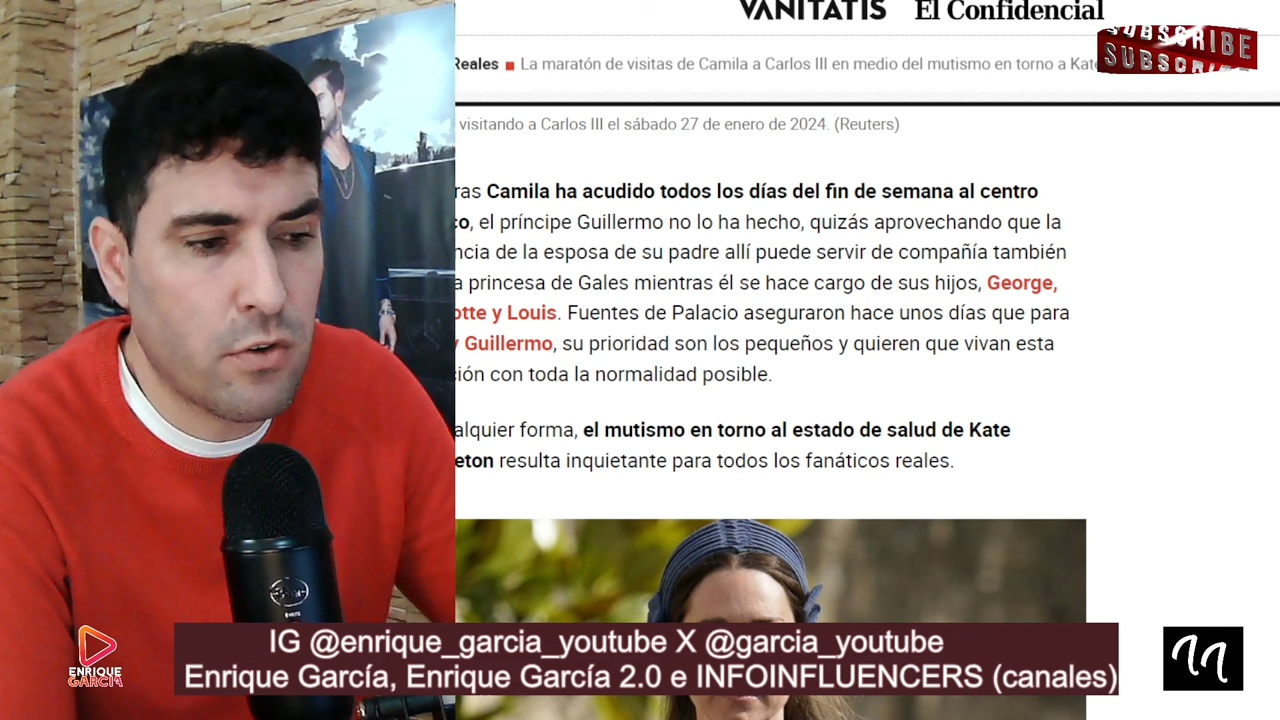 VANITATIS El Confidencial
SUBSCRIBE
SUBSCRIBE
Reales ■ La maratón de visitas de Camila a Carlos III en medio del mutismo en torno a Kate
visitando a Carlos III el sábado 27 de enero de 2024. (Reuters)
ras Camila ha acudido todos los días del fin de semana al centro
co, el príncipe Guillermo no lo ha hecho, quizás aprovechando que la
ncia de la esposa de su padre allí puede servir de compañía también
a princesa de Gales mientras él se hace cargo de sus hijos, George,
otte y Louis. Fuentes de Palacio aseguraron hace unos días que para
y Guillermo, su prioridad son los pequeños y quieren que vivan esta
ción con toda la normalidad posible.
alquier forma, el mutismo en torno al estado de salud de Kate
eton resulta inquietante para todos los fanáticos reales.
IG @enrique_garcia_youtube X @garcia_youtube
Enrique García, Enrique García 2.0 e INFOINFLUENCERS (canales)
ENRIQUE
GARCÍA